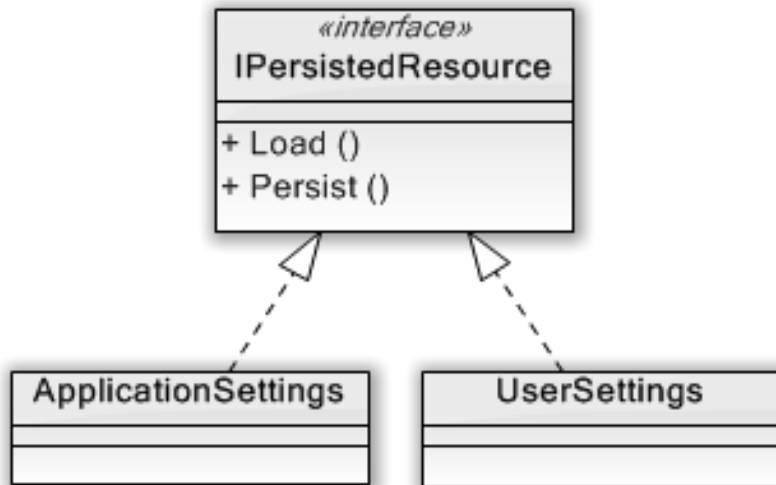 «interface»
IPersistedResource
+ Load ()
+ Persist ()
ApplicationSettings
UserSettings